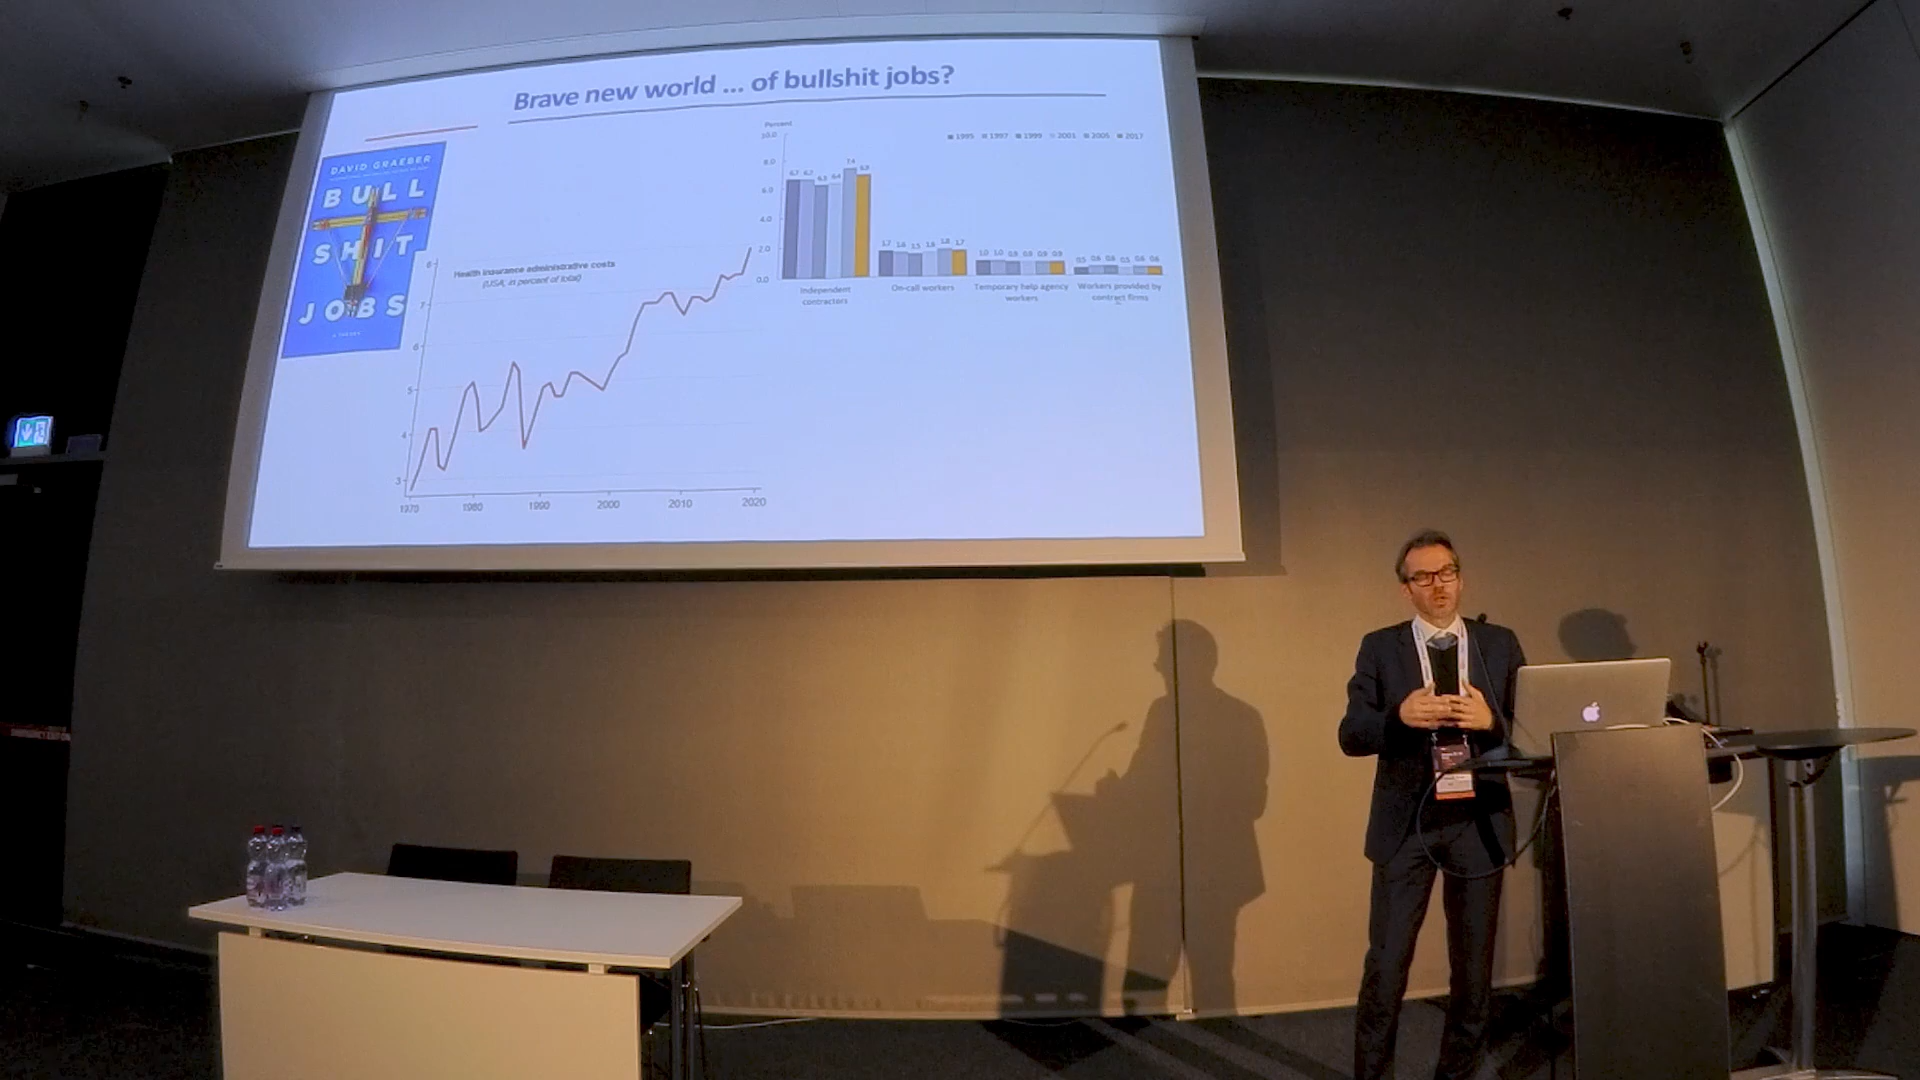 Brave new world ... of bullshit jobs?
DAVID GRAEBER
BULL
SHIT
JOBS
Health insurance administrative costs
(USA, in percent of total)
8
7
6
5
4
3
1970 1980 1990 2000 2010 2020
Percent
10.0
8.0
6.0
4.0
2.0
0.0
1995 1997 1999 2001 2005 2017
6.7 6.7 6.3 6.4 7.4 6.9
1.7 1.6 1.5 1.6 1.8 1.7
1.0 1.0 0.9 0.8 0.9 0.9
0.5 0.6 0.6 0.5 0.6 0.6
Independent
contractors
On-call workers
Temporary help agency
workers
Workers provided by
contract firms